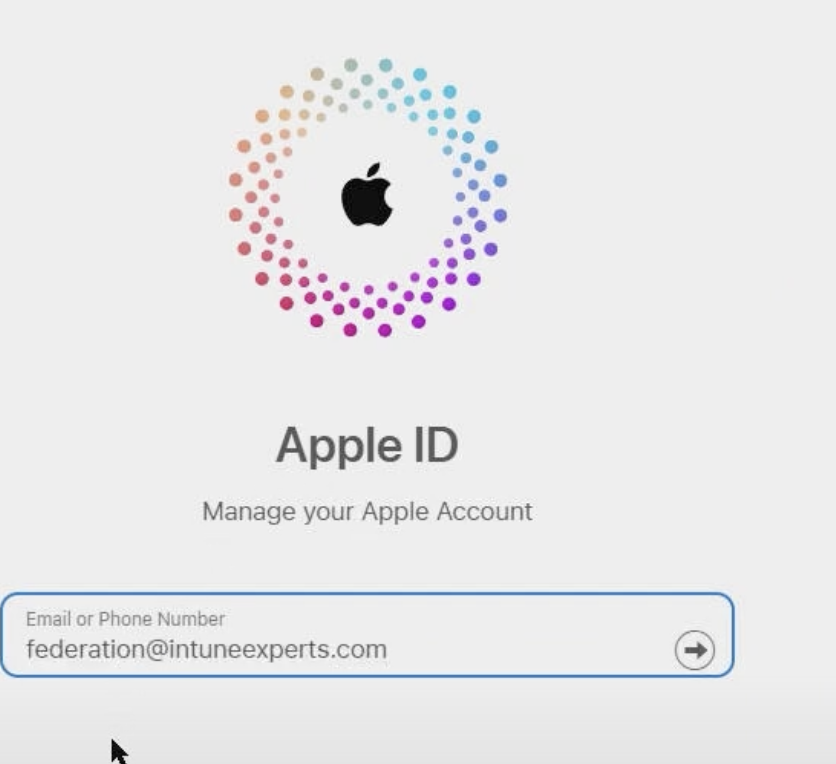 Apple ID
Manage your Apple Account
Email or Phone Number
federation@intuneexperts.com